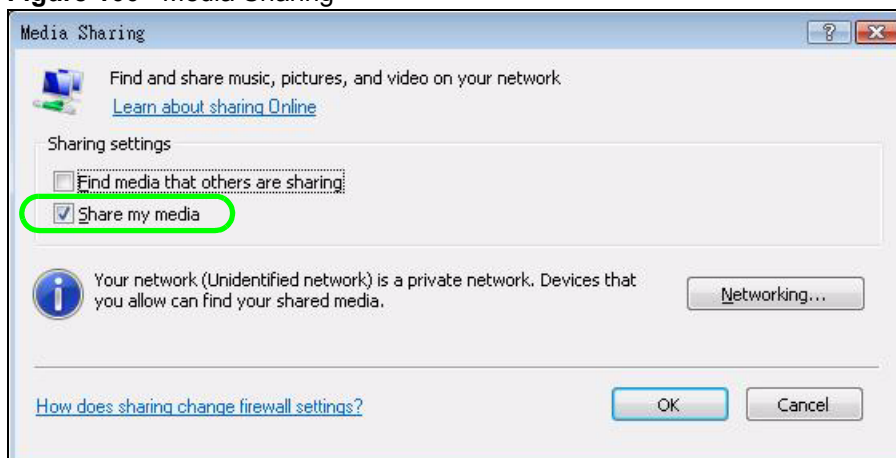 Media Sharing
Find and share music, pictures, and video on your network
Learn about sharing Online
Sharing settings
Find media that others are sharing
Share my media
Your network (Unidentified network) is a private network. Devices that
you allow can find your shared media.
Networking...
How does sharing change firewall settings?
OK
Cancel